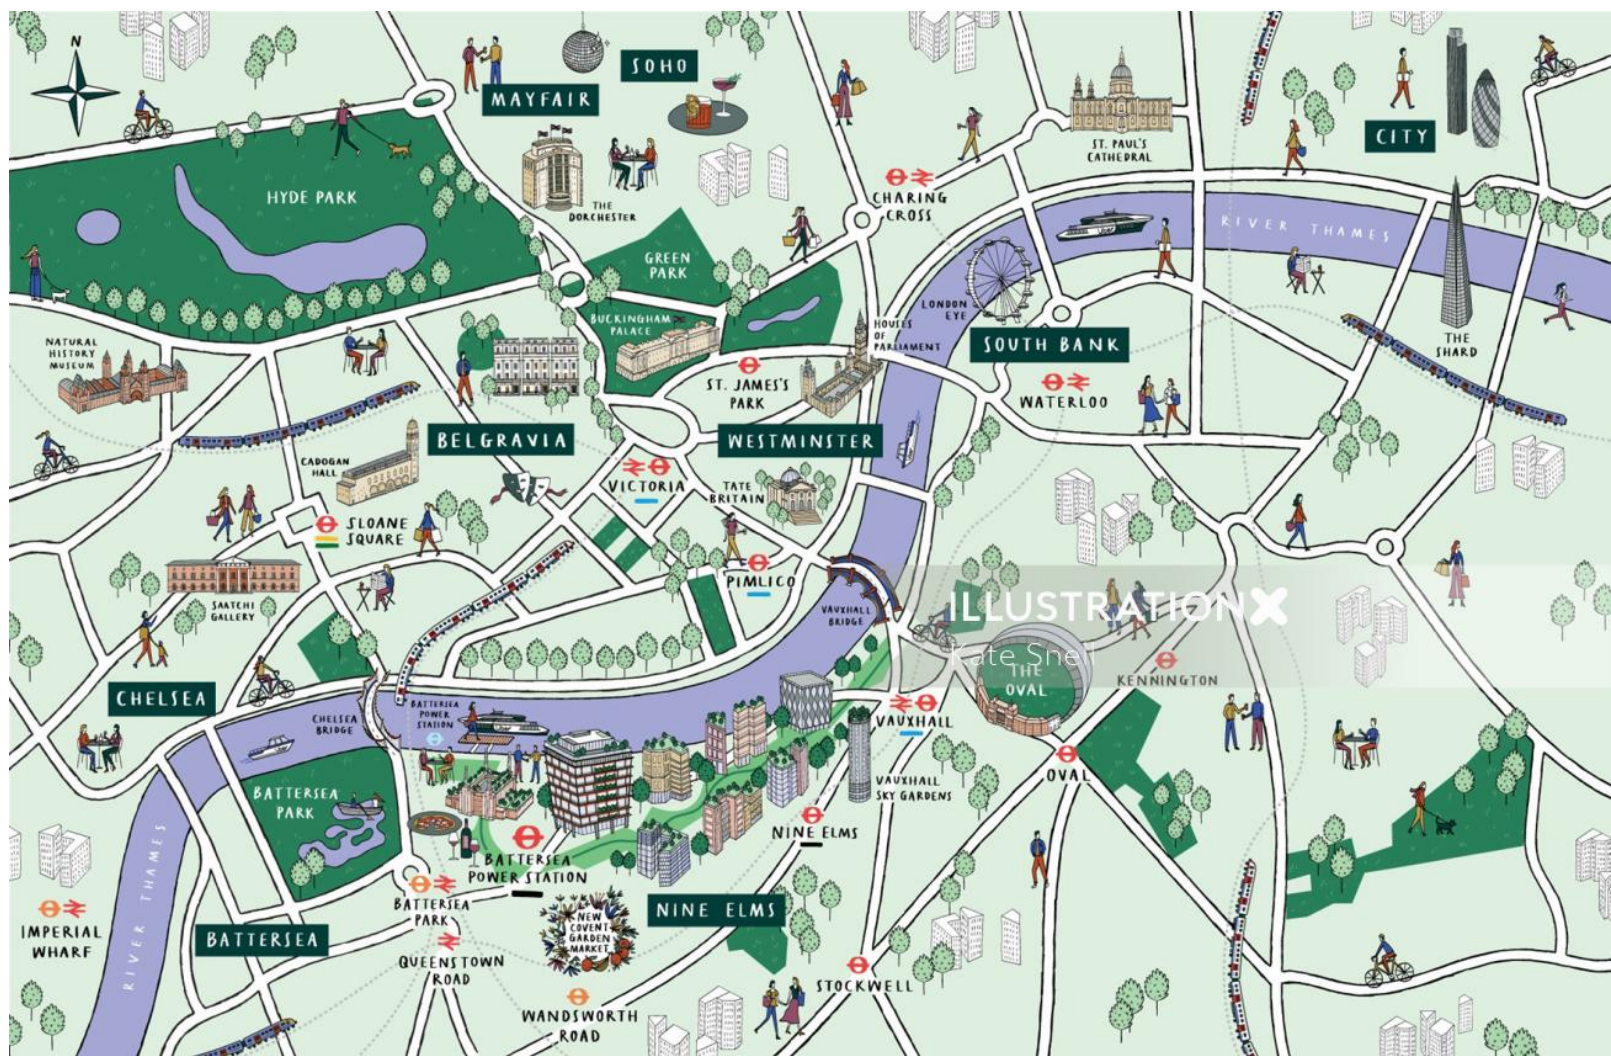 N
SOHO
MAYFAIR
CITY
ST. PAUL'S
CATHEDRAL
HYDE PARK
THE
DORCHESTER
CHARING
CROSS
RIVER THAMES
GREEN
PARK
LONDON
EYE
BUCKINGHAM
PALACE
HOUSES
OF
PARLIAMENT
SOUTH BANK
THE
SHARD
NATURAL
HISTORY
MUSEUM
ST. JAMES'S
PARK
WATERLOO
BELGRAVIA
WESTMINSTER
CADOGAN
HALL
VICTORIA
TATE
BRITAIN
SLOANE
SQUARE
PIMLICO
SAATCHI
GALLERY
VAUXHALL
BRIDGE
ILLUSTRATIONX
Kate Snell
THE
OVAL
KENNINGTON
CHELSEA
CHELSEA
BRIDGE
BATTERSEA
POWER
STATION
VAUXHALL
OVAL
VAUXHALL
SKY GARDENS
BATTERSEA
PARK
NINE ELMS
BATTERSEA
POWER STATION
BATTERSEA
PARK
NEW
COVENT
GARDEN
MARKET
NINE ELMS
IMPERIAL
WHARF
RIVER THAMES
BATTERSEA
QUEENSTOWN
ROAD
STOCKWELL
WANDSWORTH
ROAD